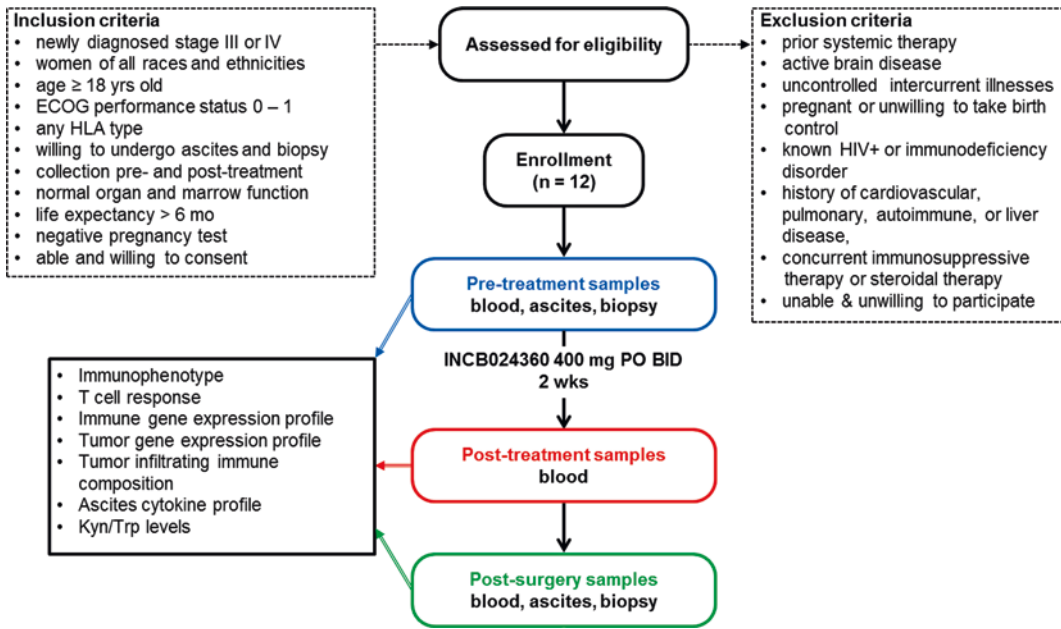 Inclusion criteria
• newly diagnosed stage III or IV
• women of all races and ethnicities
• age ≥ 18 yrs old
• ECOG performance status 0 – 1
• any HLA type
• willing to undergo ascites and biopsy
• collection pre- and post-treatment
• normal organ and marrow function
• life expectancy > 6 mo
• negative pregnancy test
• able and willing to consent
Assessed for eligibility
Exclusion criteria
• prior systemic therapy
• active brain disease
• uncontrolled intercurrent illnesses
• pregnant or unwilling to take birth
control
• known HIV+ or immunodeficiency
disorder
• history of cardiovascular,
pulmonary, autoimmune, or liver
disease,
• concurrent immunosuppressive
therapy or steroidal therapy
• unable & unwilling to participate
Enrollment
(n = 12)
Pre-treatment samples
blood, ascites, biopsy
INCB024360 400 mg PO BID
2 wks
• Immunophenotype
• T cell response
• Immune gene expression profile
• Tumor gene expression profile
• Tumor infiltrating immune
composition
• Ascites cytokine profile
• Kyn/Trp levels
Post-treatment samples
blood
Post-surgery samples
blood, ascites, biopsy